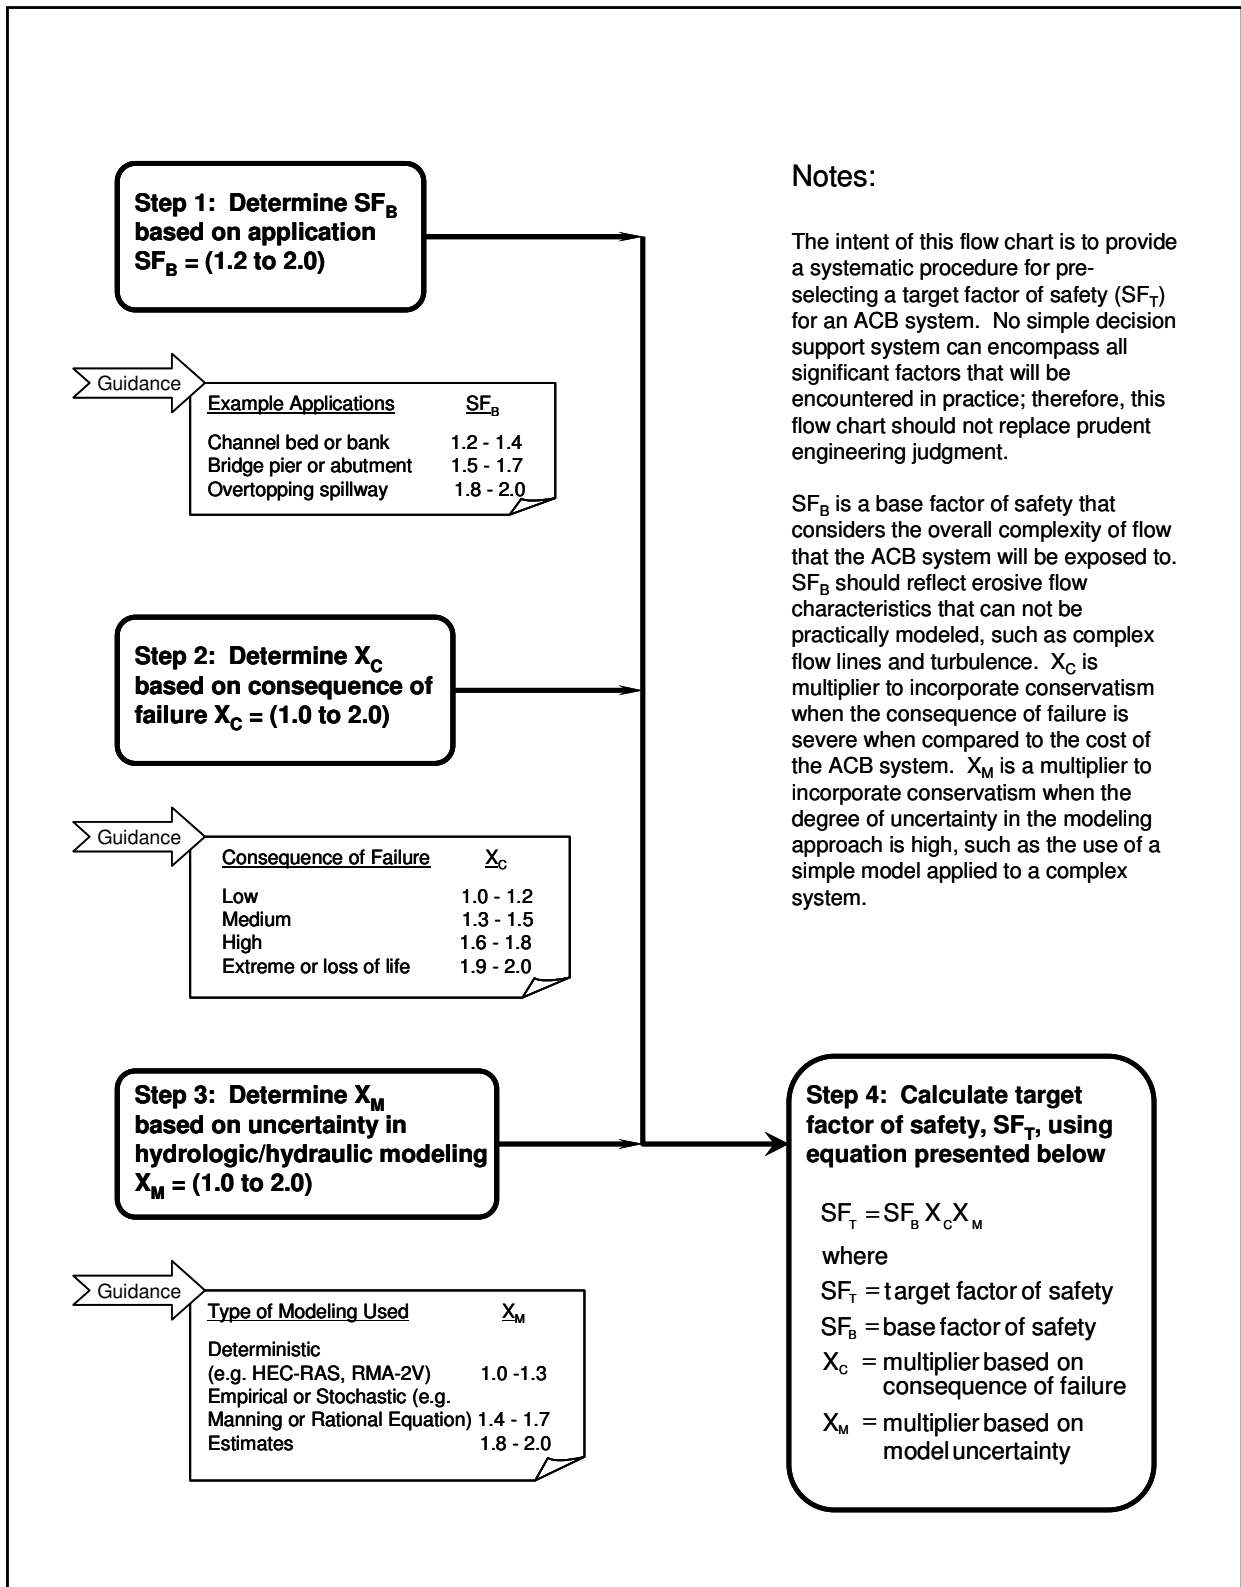 Step 1: Determine SF_B
based on application
SF_B = (1.2 to 2.0)
Guidance
Example Applications SF_B
Channel bed or bank 1.2 - 1.4
Bridge pier or abutment 1.5 - 1.7
Overtopping spillway 1.8 - 2.0
Step 2: Determine X_C
based on consequence of
failure X_C = (1.0 to 2.0)
Guidance
Consequence of Failure X_C
Low 1.0 - 1.2
Medium 1.3 - 1.5
High 1.6 - 1.8
Extreme or loss of life 1.9 - 2.0
Step 3: Determine X_M
based on uncertainty in
hydrologic/hydraulic modeling
X_M = (1.0 to 2.0)
Guidance
Type of Modeling Used X_M
Deterministic
(e.g. HEC-RAS, RMA-2V) 1.0 -1.3
Empirical or Stochastic (e.g.
Manning or Rational Equation) 1.4 - 1.7
Estimates 1.8 - 2.0
Notes:
The intent of this flow chart is to provide
a systematic procedure for pre-
selecting a target factor of safety (SF_T)
for an ACB system. No simple decision
support system can encompass all
significant factors that will be
encountered in practice; therefore, this
flow chart should not replace prudent
engineering judgment.
SF_B is a base factor of safety that
considers the overall complexity of flow
that the ACB system will be exposed to.
SF_B should reflect erosive flow
characteristics that can not be
practically modeled, such as complex
flow lines and turbulence. X_C is
multiplier to incorporate conservatism
when the consequence of failure is
severe when compared to the cost of
the ACB system. X_M is a multiplier to
incorporate conservatism when the
degree of uncertainty in the modeling
approach is high, such as the use of a
simple model applied to a complex
system.
Step 4: Calculate target
factor of safety, SF_T, using
equation presented below
SF_T = SF_B X_C X_M
where
SF_T = target factor of safety
SF_B = base factor of safety
X_C = multiplier based on
consequence of failure
X_M = multiplier based on
model uncertainty